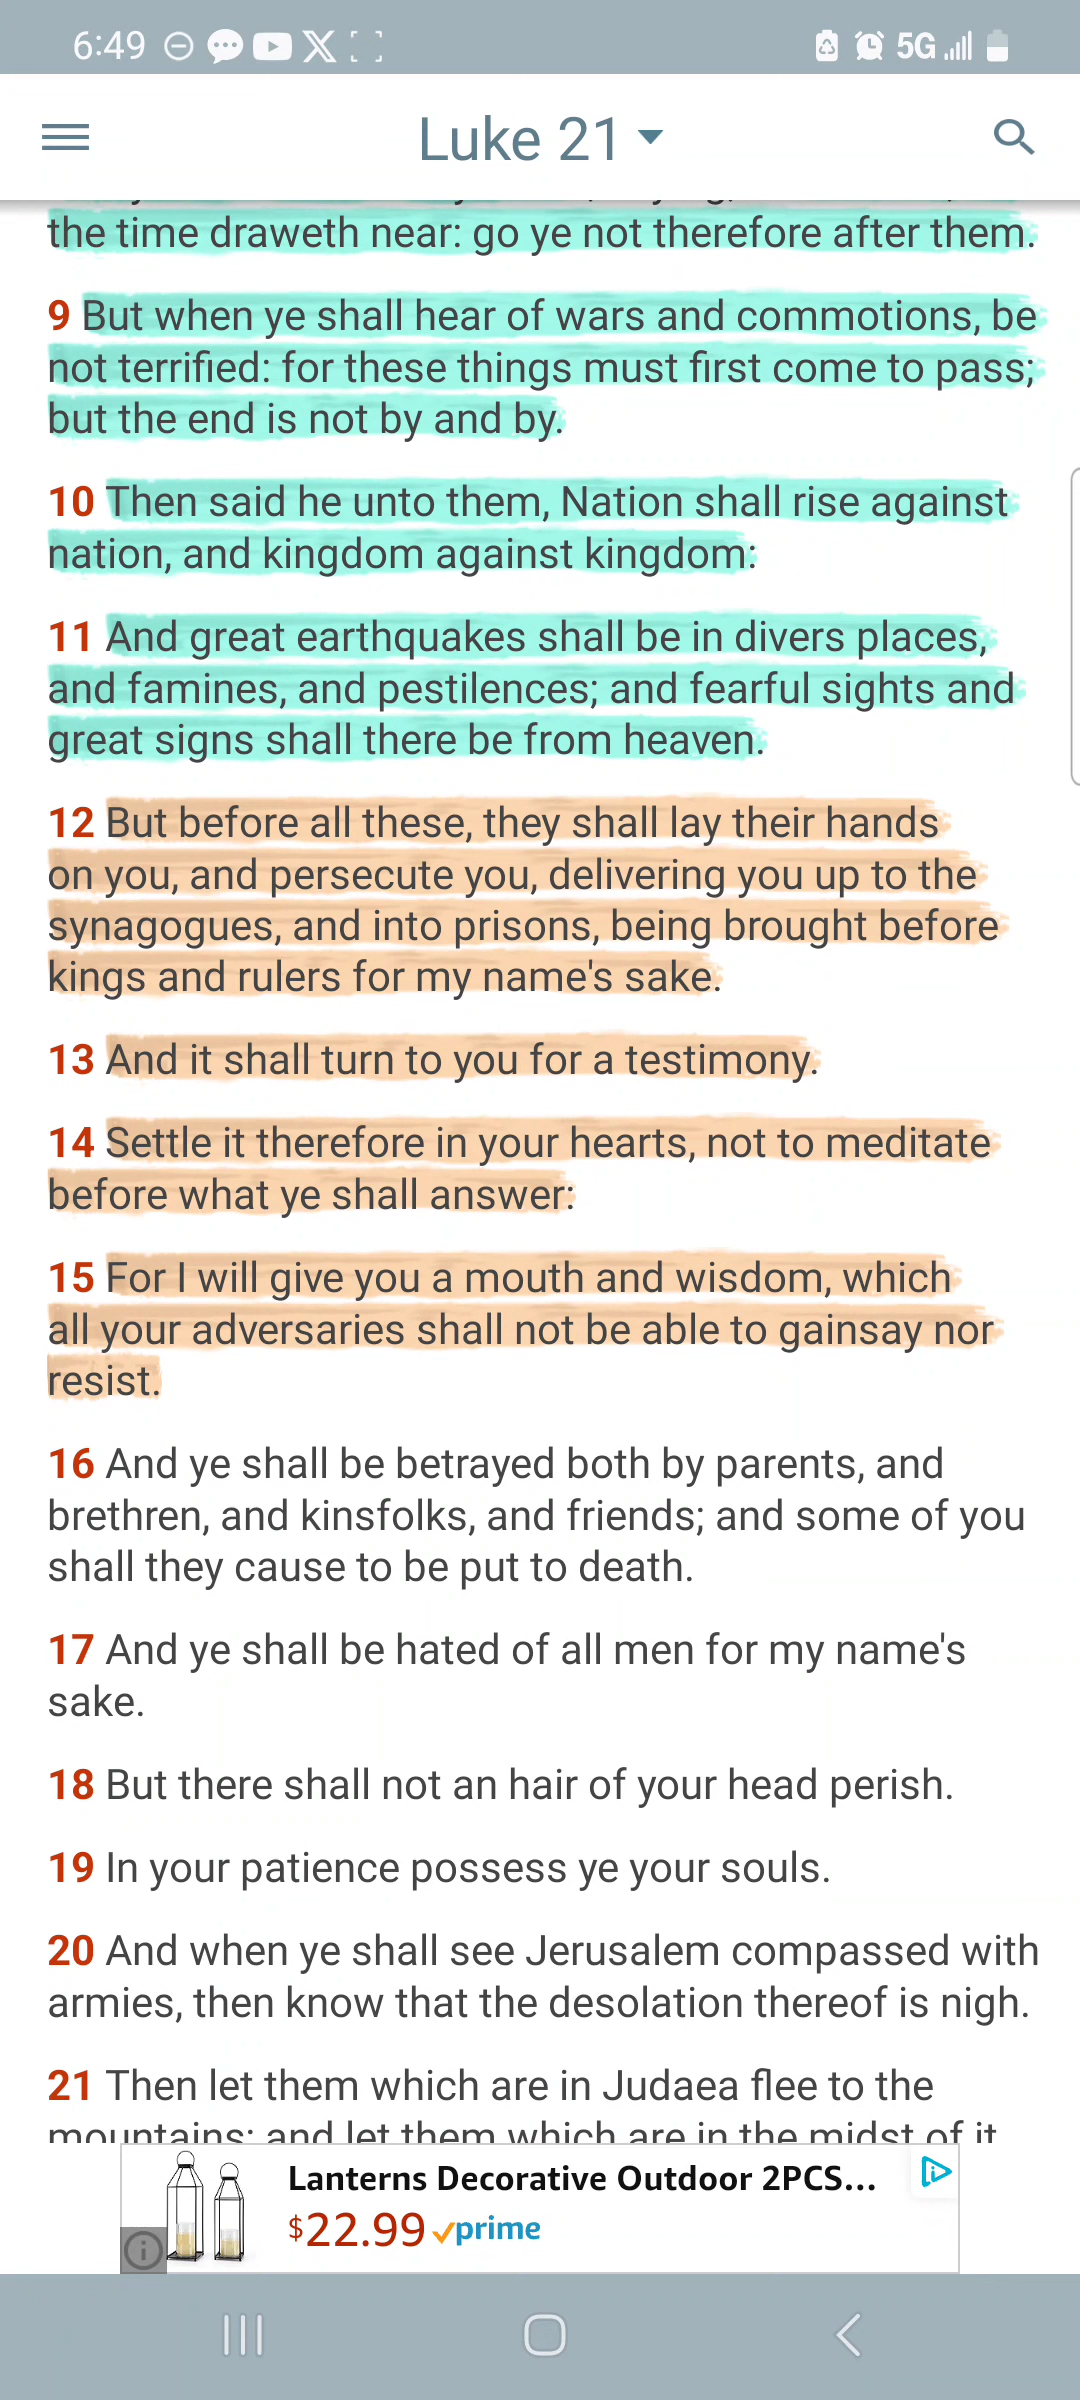 6:49
5G
Luke 21
the time draweth near: go ye not therefore after them.
9 But when ye shall hear of wars and commotions, be
not terrified: for these things must first come to pass;
but the end is not by and by.
10 Then said he unto them, Nation shall rise against
nation, and kingdom against kingdom:
11 And great earthquakes shall be in divers places,
and famines, and pestilences; and fearful sights and
great signs shall there be from heaven.
12 But before all these, they shall lay their hands
on you, and persecute you, delivering you up to the
synagogues, and into prisons, being brought before
kings and rulers for my name's sake.
13 And it shall turn to you for a testimony.
14 Settle it therefore in your hearts, not to meditate
before what ye shall answer:
15 For I will give you a mouth and wisdom, which
all your adversaries shall not be able to gainsay nor
resist.
16 And ye shall be betrayed both by parents, and
brethren, and kinsfolks, and friends; and some of you
shall they cause to be put to death.
17 And ye shall be hated of all men for my name's
sake.
18 But there shall not an hair of your head perish.
19 In your patience possess ye your souls.
20 And when ye shall see Jerusalem compassed with
armies, then know that the desolation thereof is nigh.
21 Then let them which are in Judaea flee to the
mountains; and let them which are in the midst of it
Lanterns Decorative Outdoor 2PCS...
$22.99 prime